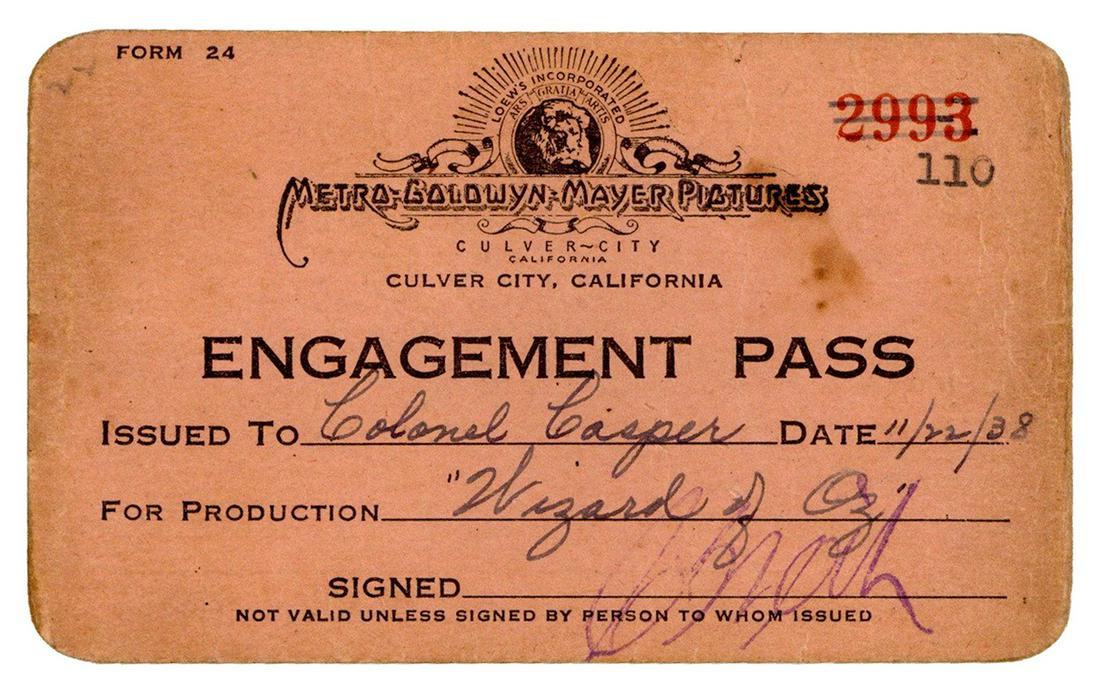 FORM 24
LOEW'S INCORPORATED
ARS GRATIA ARTIS
2993
110
METRO-GOLDWYN-MAYER PICTURES
CULVER~CITY
CALIFORNIA
CULVER CITY, CALIFORNIA
ENGAGEMENT PASS
ISSUED TO Colonel Casper DATE 11/22/38
FOR PRODUCTION "Wizard of Oz"
SIGNED
NOT VALID UNLESS SIGNED BY PERSON TO WHOM ISSUED